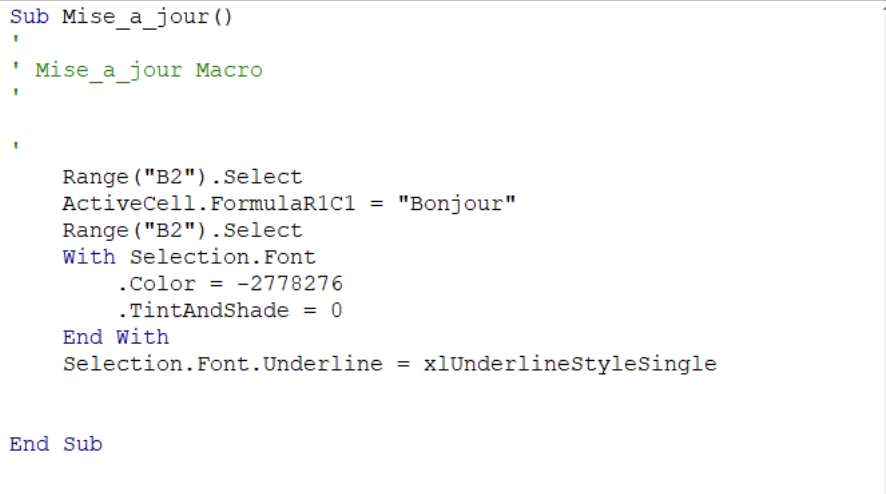 Sub Mise_a_jour()
'
' Mise_a_jour Macro
'
'
Range("B2").Select
ActiveCell.FormulaR1C1 = "Bonjour"
Range("B2").Select
With Selection.Font
.Color = -2778276
.TintAndShade = 0
End With
Selection.Font.Underline = xlUnderlineStyleSingle
End Sub